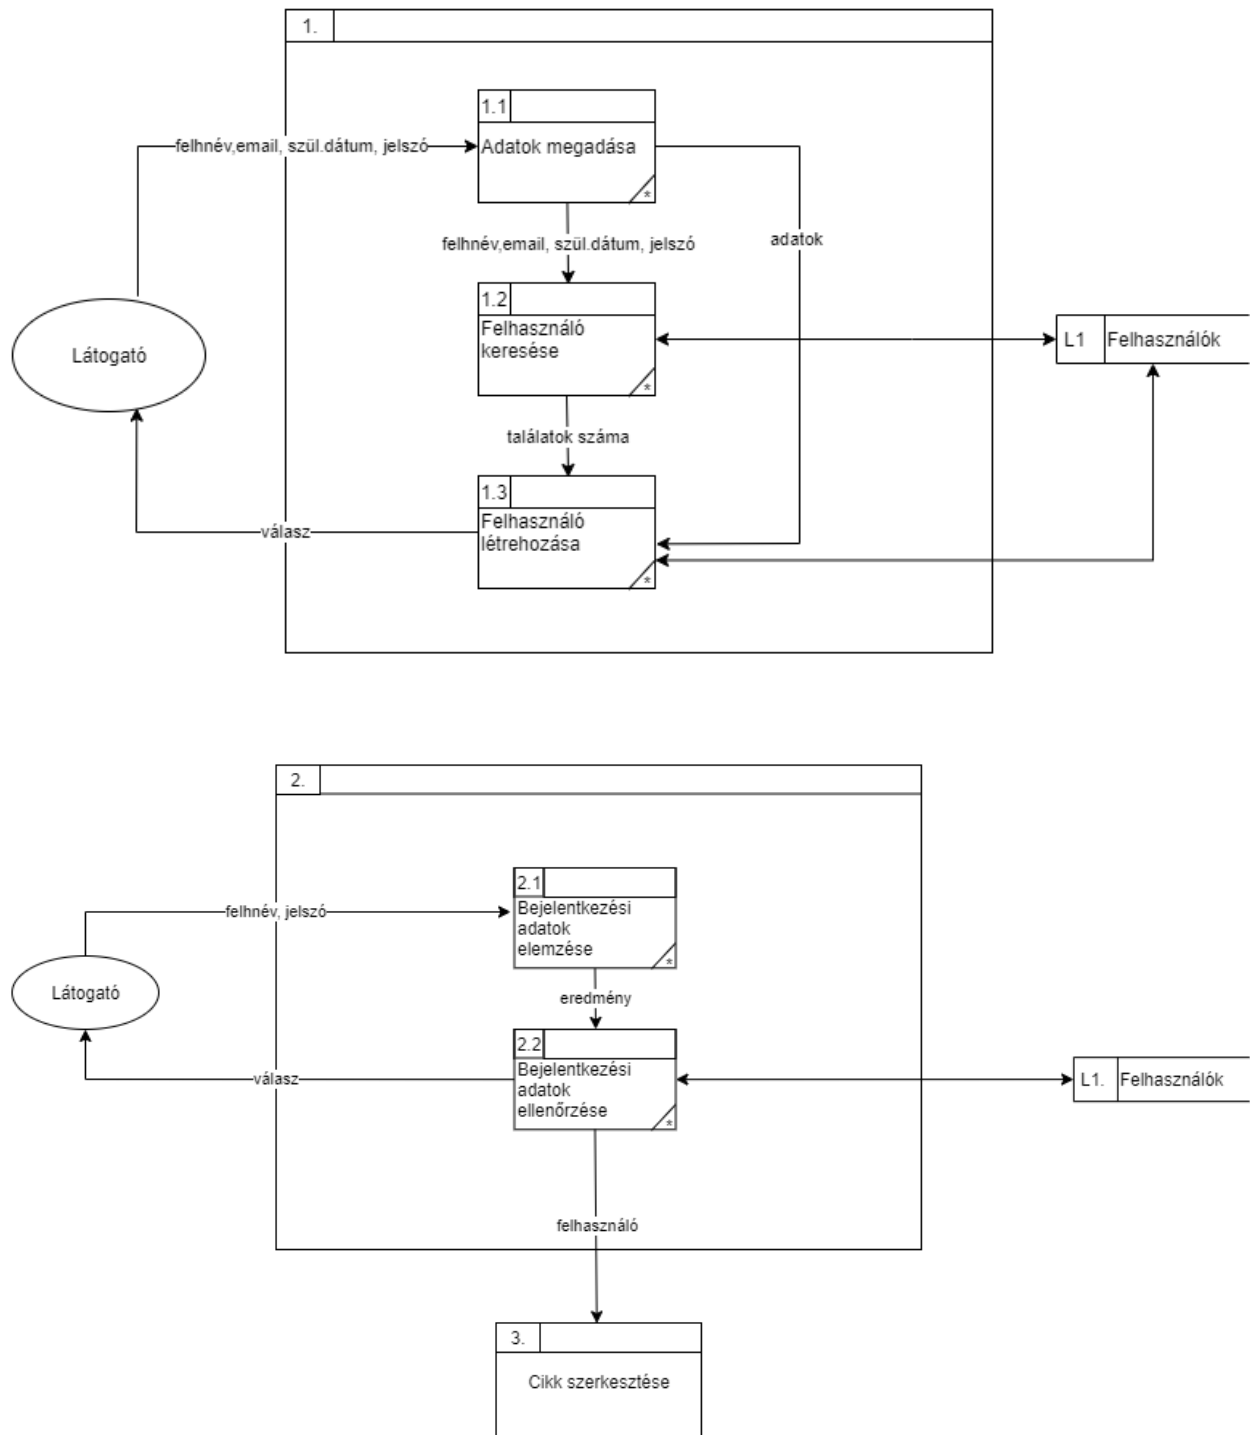 1.
1.1
felhnév,email, szül.dátum, jelszó
Adatok megadása
*
felhnév,email, szül.dátum, jelszó
adatok
1.2
Felhasználó
keresése
*
Látogató
L1
Felhasználók
találatok száma
1.3
Felhasználó
létrehozása
*
válasz
2.
2.1
felhnév, jelszó
Bejelentkezési
adatok
elemzése
*
Látogató
eredmény
2.2
Bejelentkezési
adatok
ellenőrzése
*
válasz
L1.
Felhasználók
felhasználó
3.
Cikk szerkesztése